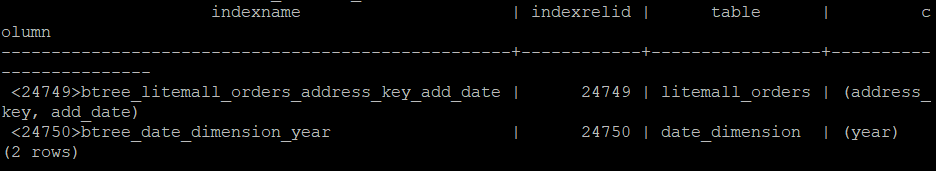 indexname | indexrelid | table | c
olumn
---------------------------------------------------+------------+-----------------+----------
---------------
<24749>btree_litemall_orders_address_key_add_date | 24749 | litemall_orders | (address_
key, add_date)
<24750>btree_date_dimension_year | 24750 | date_dimension | (year)
(2 rows)